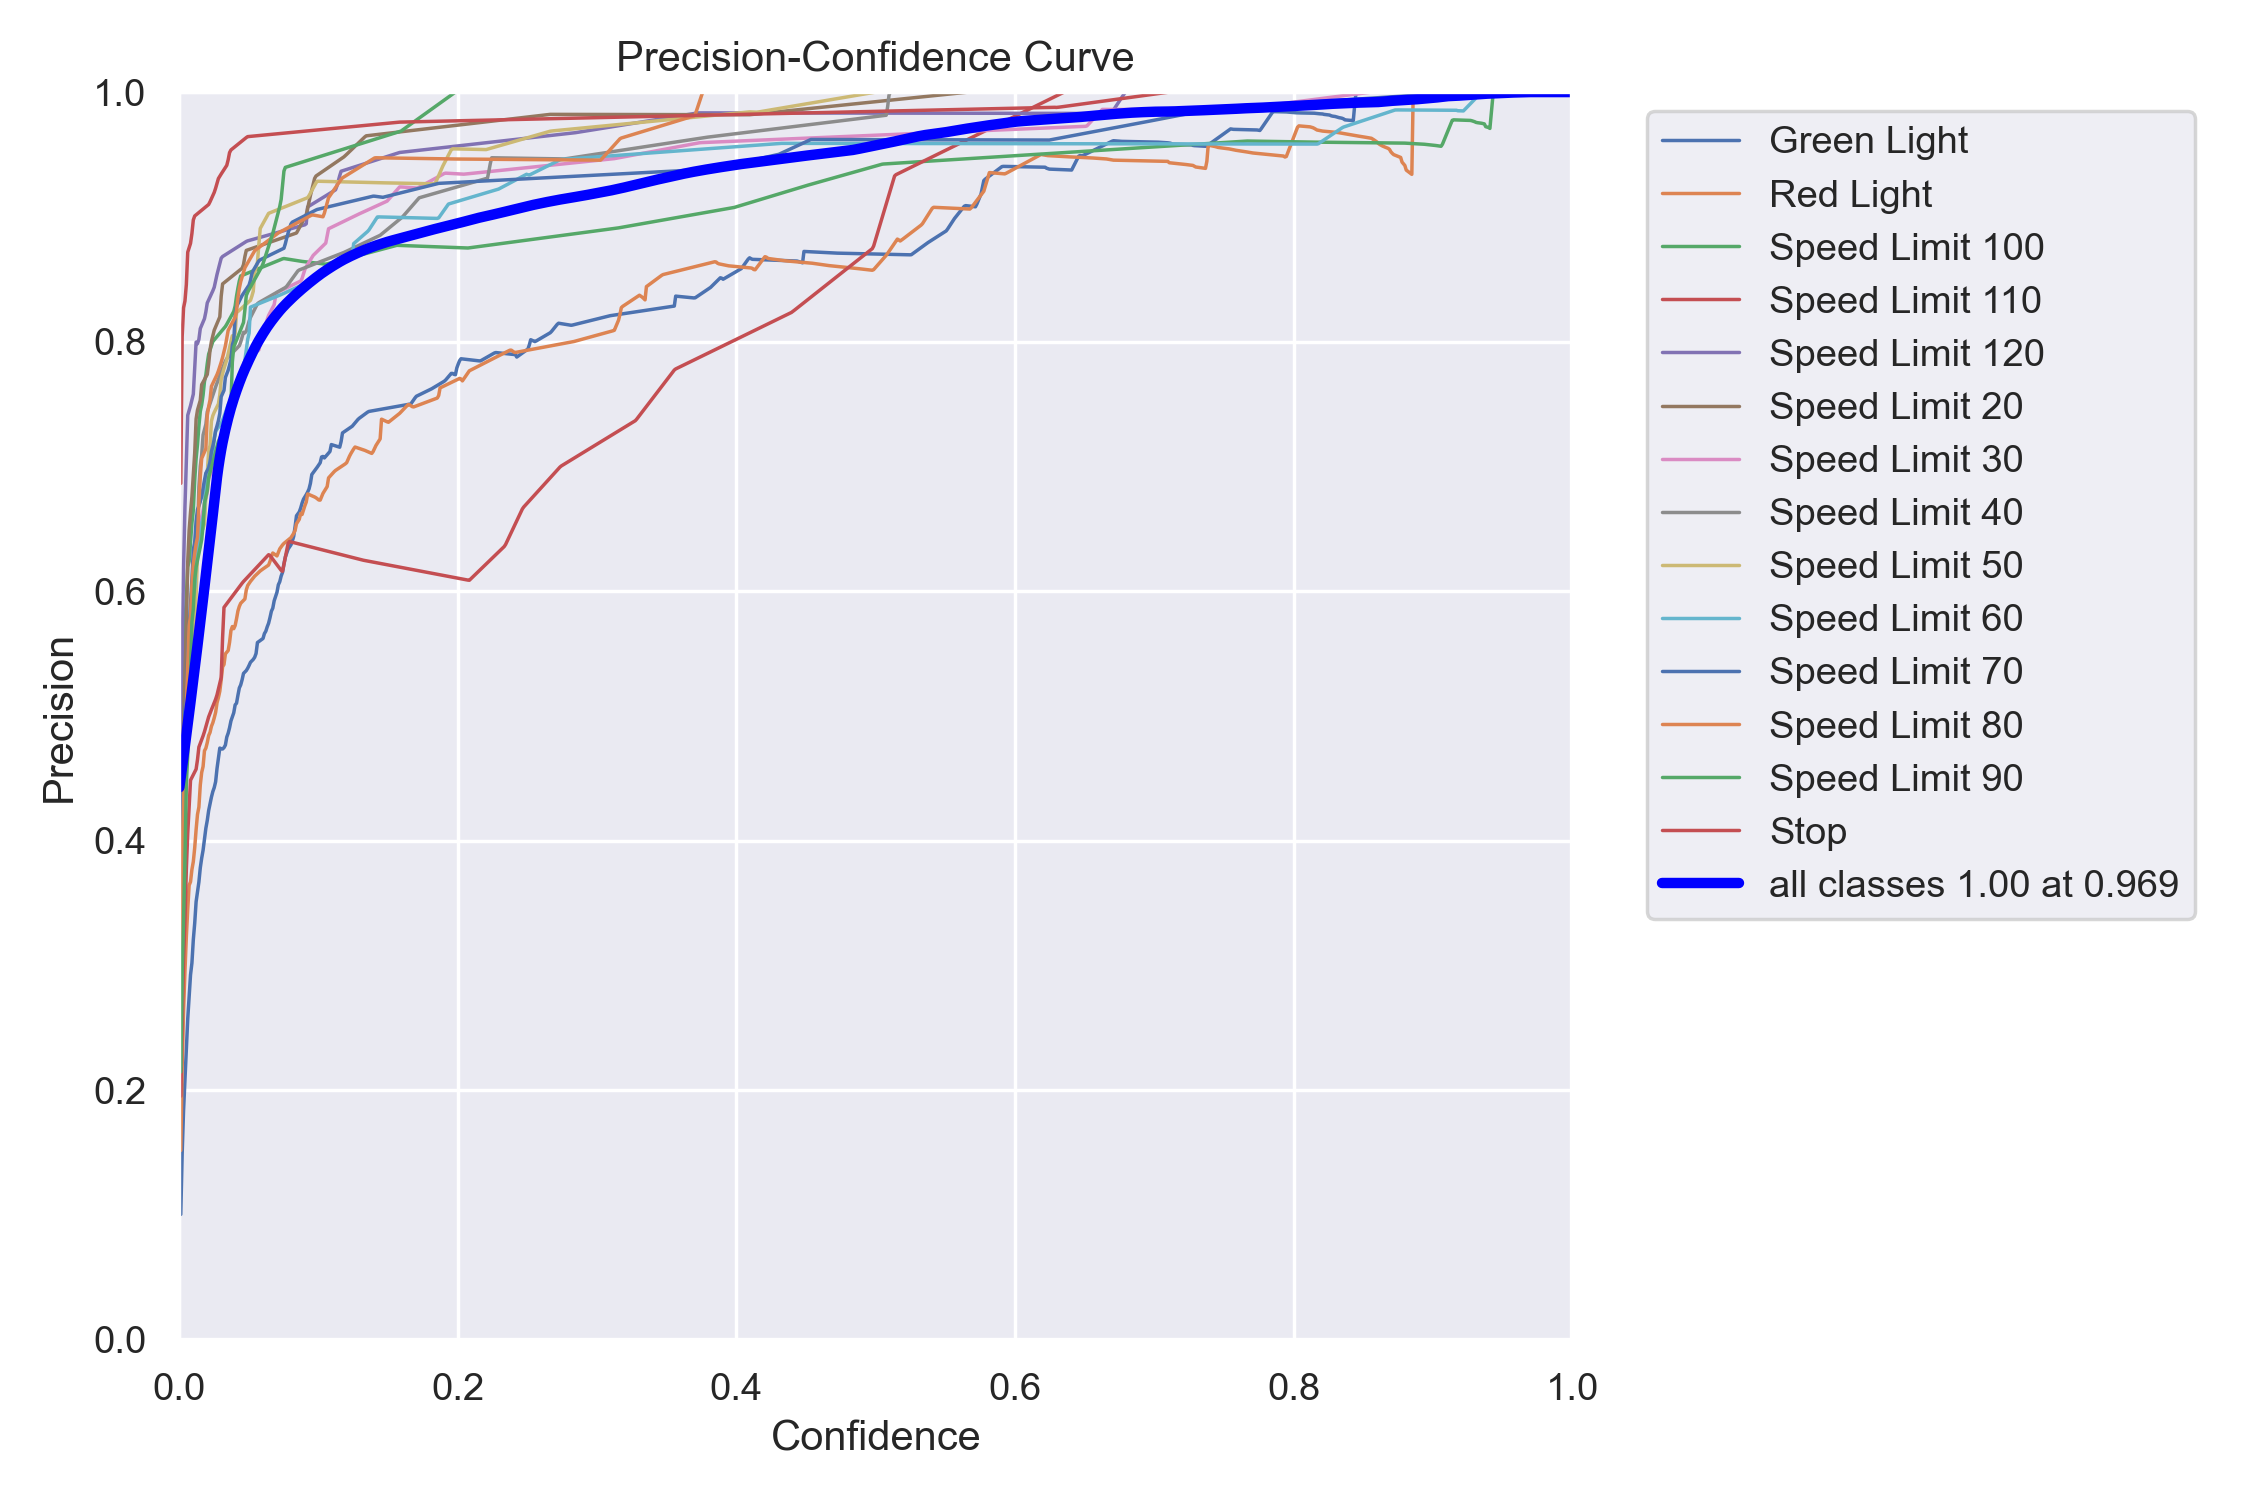 Precision-Confidence Curve
1.0
0.8
0.6
0.4
0.2
0.0
Precision
0.0 0.2 0.4 0.6 0.8 1.0
Confidence
Green Light
Red Light
Speed Limit 100
Speed Limit 110
Speed Limit 120
Speed Limit 20
Speed Limit 30
Speed Limit 40
Speed Limit 50
Speed Limit 60
Speed Limit 70
Speed Limit 80
Speed Limit 90
Stop
all classes 1.00 at 0.969